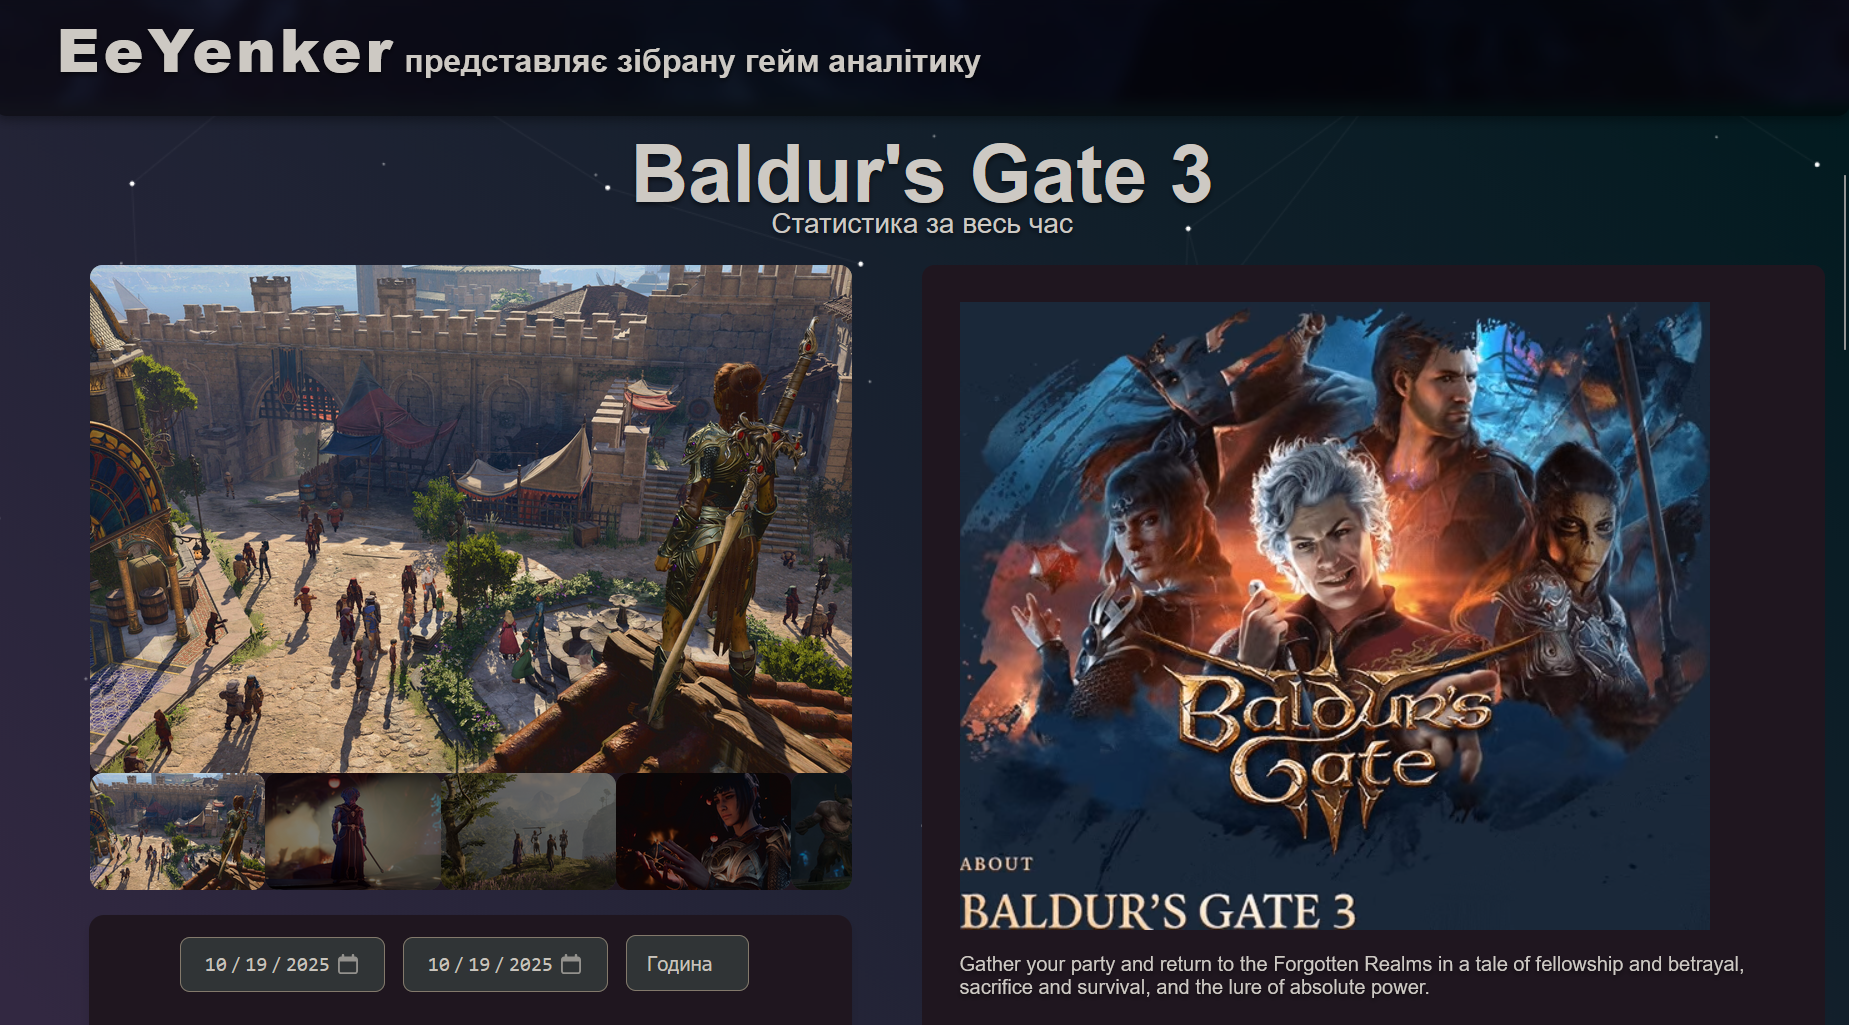 EeYenker представляє зібрану гейм аналітику
Baldur's Gate 3
Статистика за весь час
Baldur's
Gate
III
ABOUT
BALDUR'S GATE 3
10/19/2025
10/19/2025
Година
Gather your party and return to the Forgotten Realms in a tale of fellowship and betrayal,
sacrifice and survival, and the lure of absolute power.